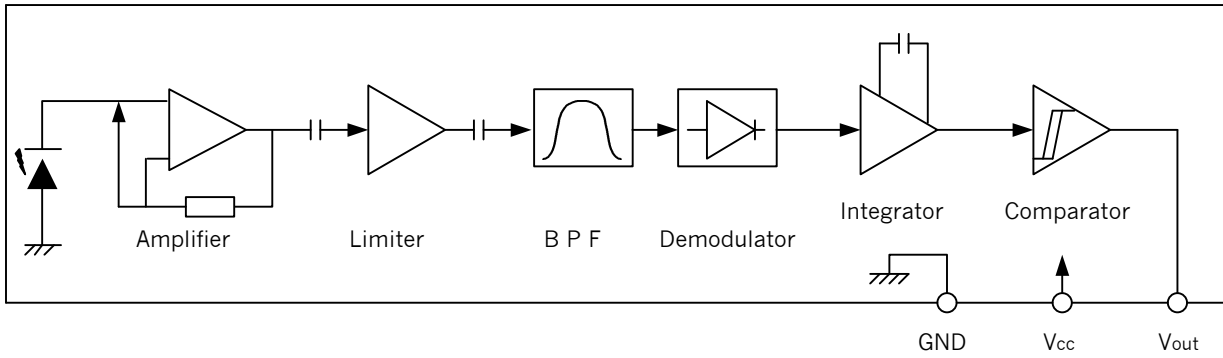 Integrator
Comparator
Amplifier
Limiter
B P F
Demodulator
GND
Vcc
Vout